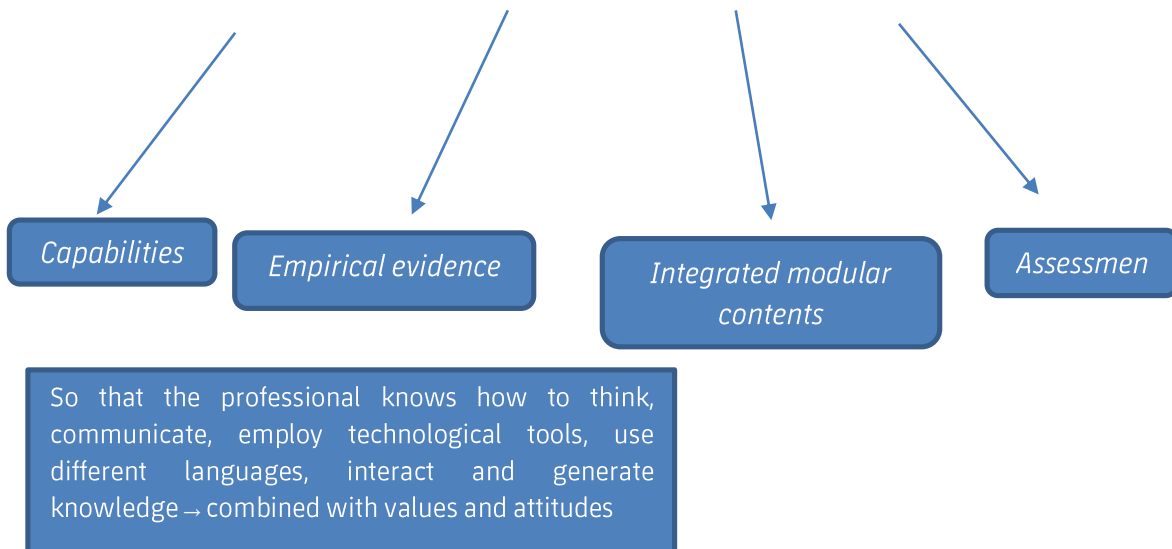 Capabilities
Empirical evidence
Integrated modular
contents
Assessmen
So that the professional knows how to think,
communicate, employ technological tools, use
different languages, interact and generate
knowledge→combined with values and attitudes